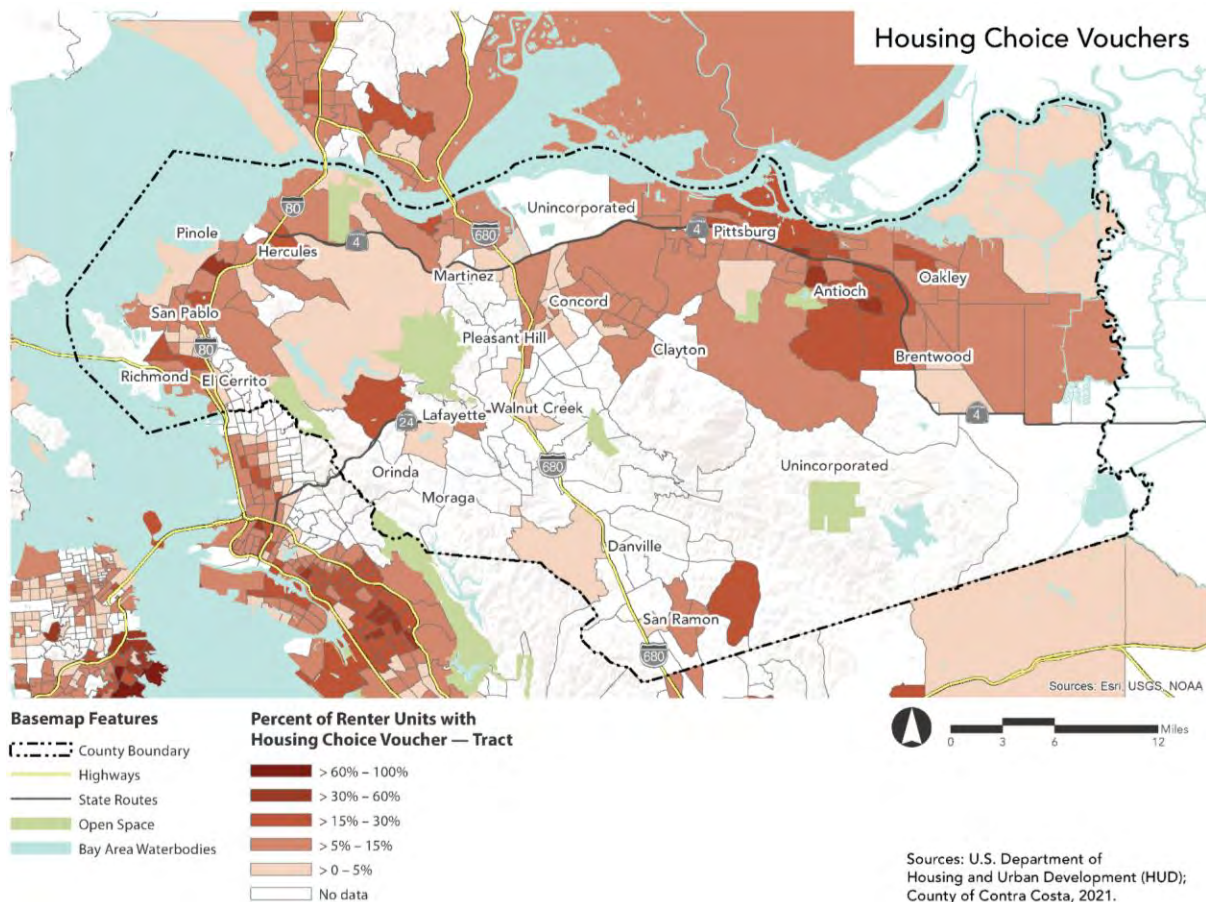 Housing Choice Vouchers
Unincorporated
80
Pinole
4
Pittsburg
680
4
Hercules
Martinez
Oakley
Antioch
Concord
San Pablo
Pleasant Hill
80
Clayton
Brentwood
Richmond
El Cerrito
Walnut Creek
Lafayette
4
24
680
Unincorporated
Orinda
Moraga
Danville
San Ramon
680
Sources: Esri, USGS, NOAA
Basemap Features
County Boundary
Highways
State Routes
Open Space
Bay Area Waterbodies
Percent of Renter Units with
Housing Choice Voucher — Tract
> 60% – 100%
> 30% – 60%
> 15% – 30%
> 5% – 15%
> 0 – 5%
No data
Miles
0 3 6 12
Sources: U.S. Department of
Housing and Urban Development (HUD);
County of Contra Costa, 2021.